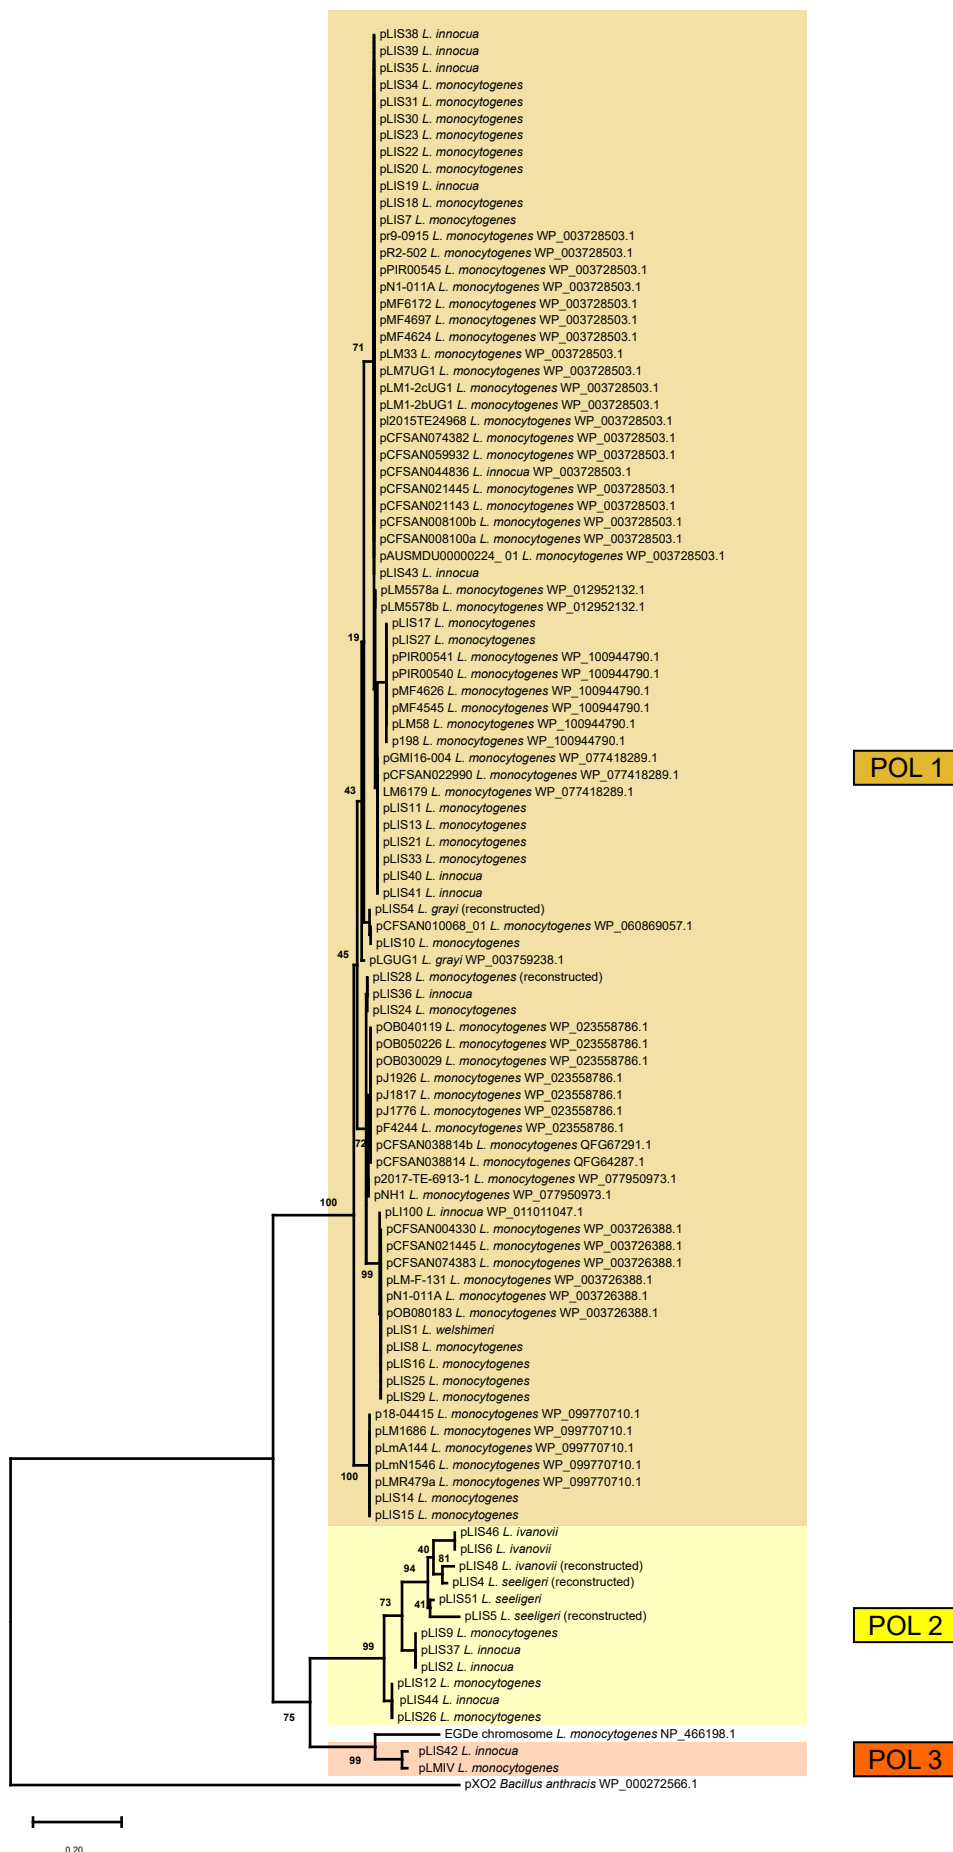 pLIS38 L. innocua
pLIS39 L. innocua
pLIS35 L. innocua
pLIS34 L. monocytogenes
pLIS31 L. monocytogenes
pLIS30 L. monocytogenes
pLIS23 L. monocytogenes
pLIS22 L. monocytogenes
pLIS20 L. monocytogenes
pLIS19 L. innocua
pLIS18 L. monocytogenes
pLIS7 L. monocytogenes
pr9-0915 L. monocytogenes WP_003728503.1
pR2-502 L. monocytogenes WP_003728503.1
pPIR00545 L. monocytogenes WP_003728503.1
pN1-011A L. monocytogenes WP_003728503.1
pMF6172 L. monocytogenes WP_003728503.1
pMF4697 L. monocytogenes WP_003728503.1
pMF4624 L. monocytogenes WP_003728503.1
71
pLM33 L. monocytogenes WP_003728503.1
pLM7UG1 L. monocytogenes WP_003728503.1
pLM1-2cUG1 L. monocytogenes WP_003728503.1
pLM1-2bUG1 L. monocytogenes WP_003728503.1
pl2015TE24968 L. monocytogenes WP_003728503.1
pCFSAN074382 L. monocytogenes WP_003728503.1
pCFSAN059932 L. monocytogenes WP_003728503.1
pCFSAN044836 L. innocua WP_003728503.1
pCFSAN021445 L. monocytogenes WP_003728503.1
pCFSAN021143 L. monocytogenes WP_003728503.1
pCFSAN008100b L. monocytogenes WP_003728503.1
pCFSAN008100a L. monocytogenes WP_003728503.1
pAUSMDU00000224_ 01 L. monocytogenes WP_003728503.1
pLIS43 L. innocua
pLM5578a L. monocytogenes WP_012952132.1
pLM5578b L. monocytogenes WP_012952132.1
pLIS17 L. monocytogenes
19
pLIS27 L. monocytogenes
pPIR00541 L. monocytogenes WP_100944790.1
pPIR00540 L. monocytogenes WP_100944790.1
pMF4626 L. monocytogenes WP_100944790.1
pMF4545 L. monocytogenes WP_100944790.1
pLM58 L. monocytogenes WP_100944790.1
p198 L. monocytogenes WP_100944790.1
pGMI16-004 L. monocytogenes WP_077418289.1
POL 1
pCFSAN022990 L. monocytogenes WP_077418289.1
43
LM6179 L. monocytogenes WP_077418289.1
pLIS11 L. monocytogenes
pLIS13 L. monocytogenes
pLIS21 L. monocytogenes
pLIS33 L. monocytogenes
pLIS40 L. innocua
pLIS41 L. innocua
pLIS54 L. grayi (reconstructed)
pCFSAN010068_01 L. monocytogenes WP_060869057.1
pLIS10 L. monocytogenes
45
pLGUG1 L. grayi WP_003759238.1
pLIS28 L. monocytogenes (reconstructed)
pLIS36 L. innocua
pLIS24 L. monocytogenes
pOB040119 L. monocytogenes WP_023558786.1
pOB050226 L. monocytogenes WP_023558786.1
pOB030029 L. monocytogenes WP_023558786.1
pJ1926 L. monocytogenes WP_023558786.1
pJ1817 L. monocytogenes WP_023558786.1
pJ1776 L. monocytogenes WP_023558786.1
pF4244 L. monocytogenes WP_023558786.1
72
pCFSAN038814b L. monocytogenes QFG67291.1
pCFSAN038814 L. monocytogenes QFG64287.1
p2017-TE-6913-1 L. monocytogenes WP_077950973.1
pNH1 L. monocytogenes WP_077950973.1
100
pLI100 L. innocua WP_011011047.1
pCFSAN004330 L. monocytogenes WP_003726388.1
pCFSAN021445 L. monocytogenes WP_003726388.1
pCFSAN074383 L. monocytogenes WP_003726388.1
99
pLM-F-131 L. monocytogenes WP_003726388.1
pN1-011A L. monocytogenes WP_003726388.1
pOB080183 L. monocytogenes WP_003726388.1
pLIS1 L. welshimeri
pLIS8 L. monocytogenes
pLIS16 L. monocytogenes
pLIS25 L. monocytogenes
pLIS29 L. monocytogenes
p18-04415 L. monocytogenes WP_099770710.1
pLM1686 L. monocytogenes WP_099770710.1
pLmA144 L. monocytogenes WP_099770710.1
pLmN1546 L. monocytogenes WP_099770710.1
100
pLMR479a L. monocytogenes WP_099770710.1
pLIS14 L. monocytogenes
pLIS15 L. monocytogenes
pLIS46 L. ivanovii
40
pLIS6 L. ivanovii
81
pLIS48 L. ivanovii (reconstructed)
94
pLIS4 L. seeligeri (reconstructed)
pLIS51 L. seeligeri
73
41
pLIS5 L. seeligeri (reconstructed)
POL 2
pLIS9 L. monocytogenes
99
pLIS37 L. innocua
pLIS2 L. innocua
pLIS12 L. monocytogenes
pLIS44 L. innocua
75
pLIS26 L. monocytogenes
EGDe chromosome L. monocytogenes NP_466198.1
pLIS42 L. innocua
99
POL 3
pLMIV L. monocytogenes
pXO2 Bacillus anthracis WP_000272566.1
0.20